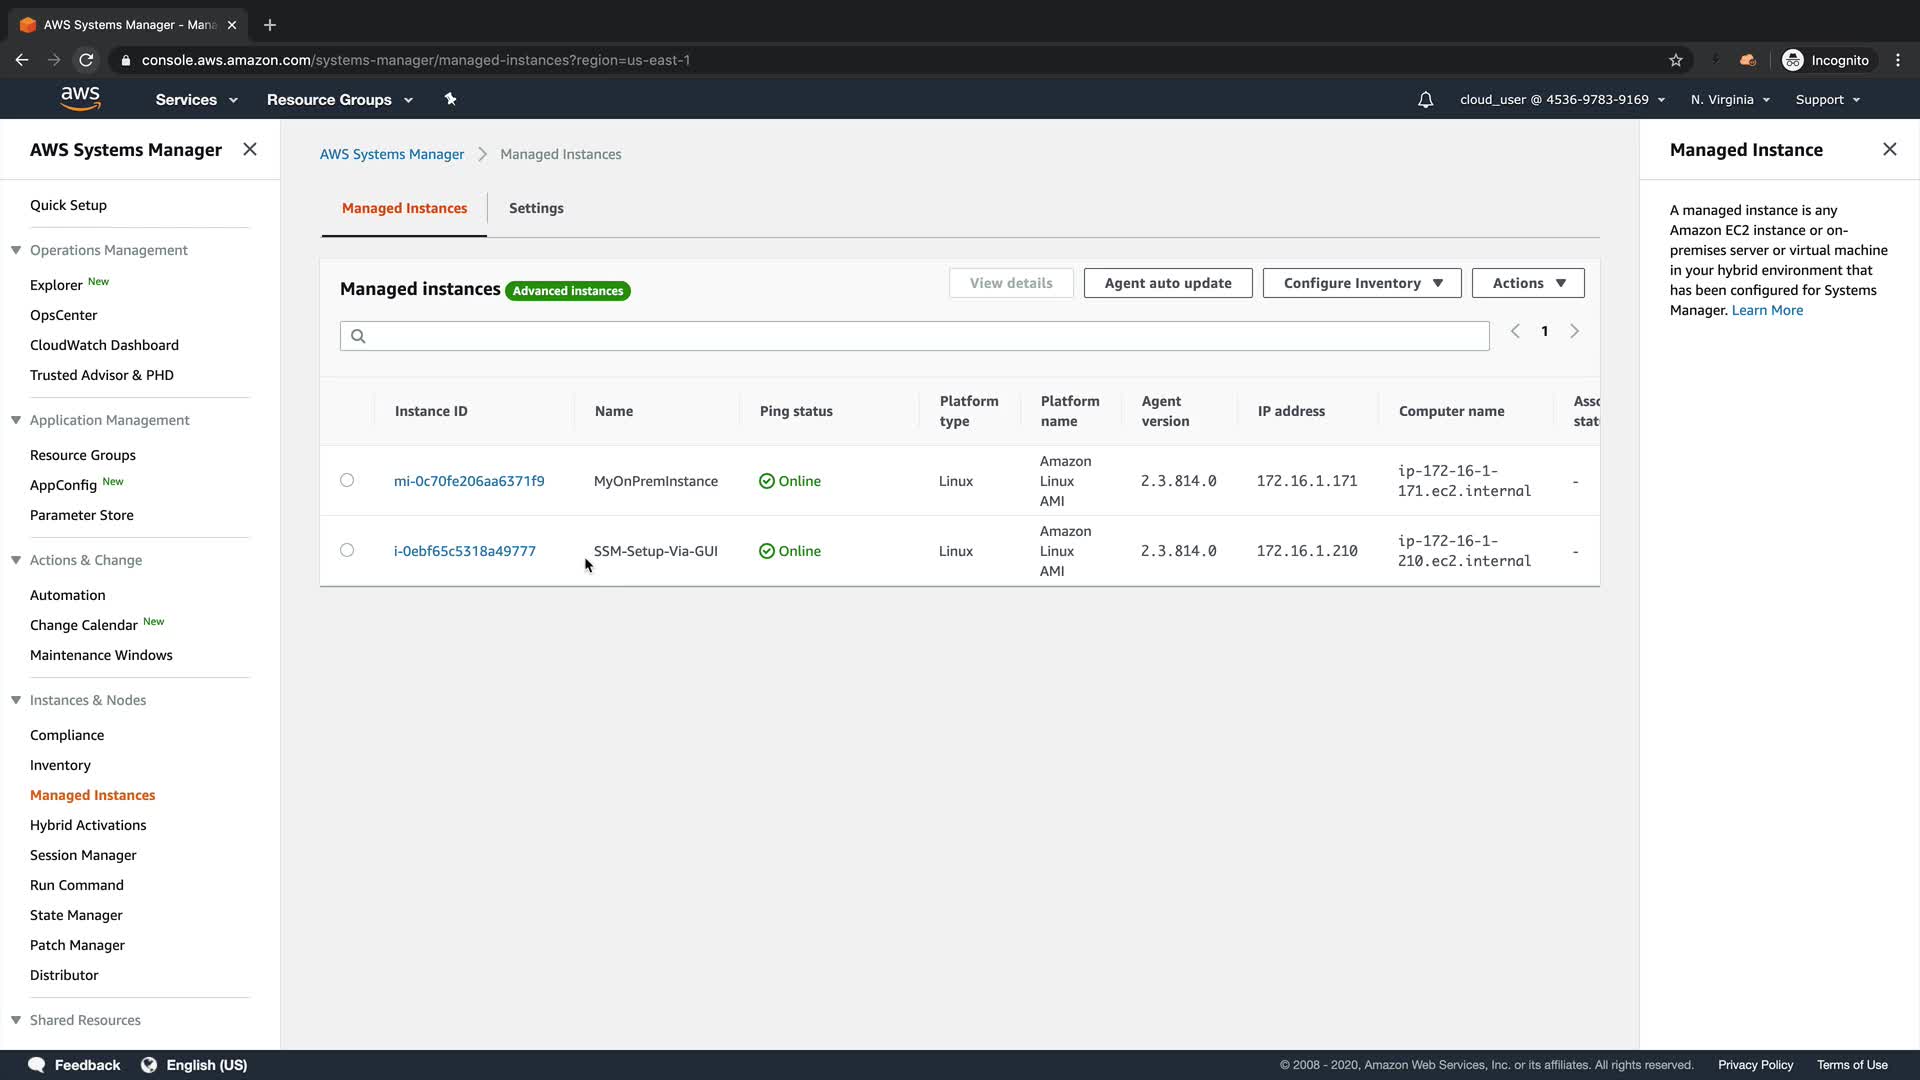 AWS Systems Manager - Mana
console.aws.amazon.com/systems-manager/managed-instances?region=us-east-1
Incognito
aws
Services
Resource Groups
cloud_user @ 4536-9783-9169
N. Virginia
Support
AWS Systems Manager
Quick Setup
Operations Management
Explorer New
OpsCenter
CloudWatch Dashboard
Trusted Advisor & PHD
Application Management
Resource Groups
AppConfig New
Parameter Store
Actions & Change
Automation
Change Calendar New
Maintenance Windows
Instances & Nodes
Compliance
Inventory
Managed Instances
Hybrid Activations
Session Manager
Run Command
State Manager
Patch Manager
Distributor
Shared Resources
AWS Systems Manager
Managed Instances
Managed Instances
Settings
Managed instances
Advanced instances
View details
Agent auto update
Configure Inventory
Actions
1
Instance ID
Name
Ping status
Platform
type
Platform
name
Agent
version
IP address
Computer name
Asso
stat
mi-0c70fe206aa6371f9
MyOnPremInstance
Online
Linux
Amazon
Linux
AMI
2.3.814.0
172.16.1.171
ip-172-16-1-
171.ec2.internal
-
i-0ebf65c5318a49777
SSM-Setup-Via-GUI
Online
Linux
Amazon
Linux
AMI
2.3.814.0
172.16.1.210
ip-172-16-1-
210.ec2.internal
-
Managed Instance
A managed instance is any
Amazon EC2 instance or on-
premises server or virtual machine
in your hybrid environment that
has been configured for Systems
Manager. Learn More
Feedback
English (US)
© 2008 - 2020, Amazon Web Services, Inc. or its affiliates. All rights reserved.
Privacy Policy
Terms of Use